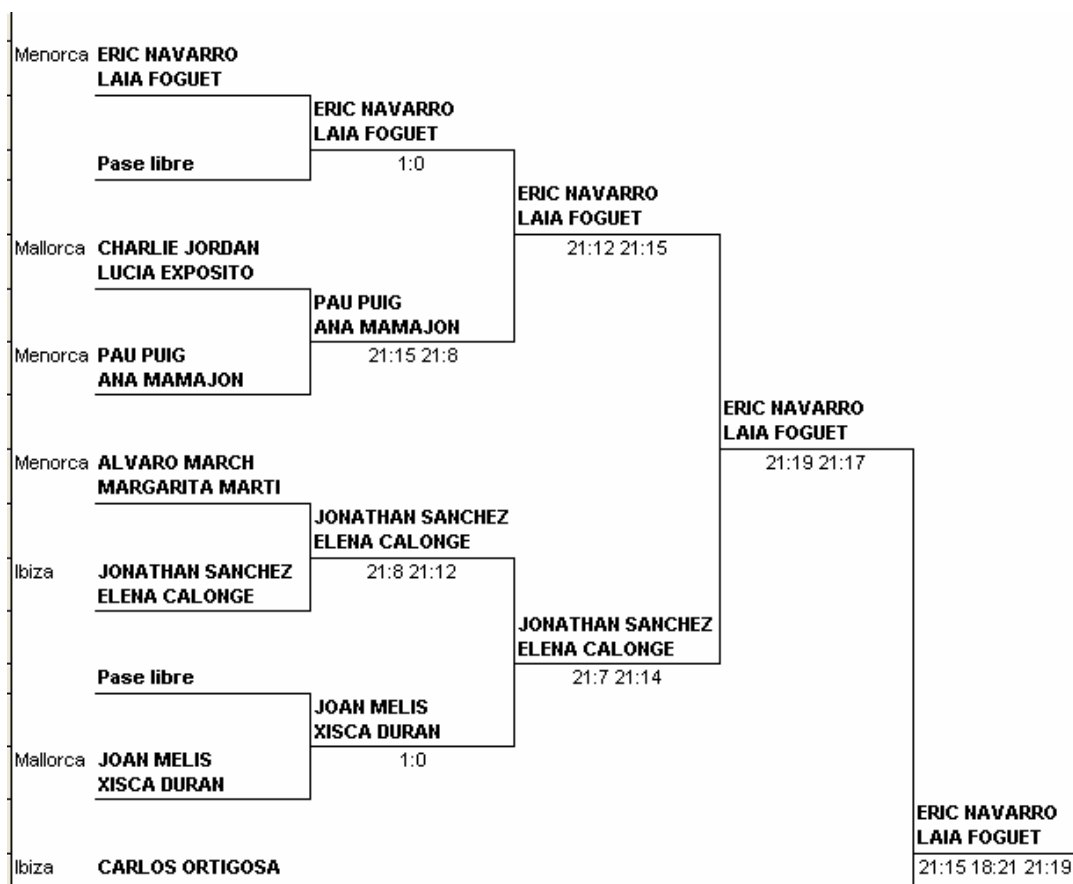 Menorca ERIC NAVARRO
LAIA FOGUET
ERIC NAVARRO
LAIA FOGUET
Pase libre
1:0
ERIC NAVARRO
LAIA FOGUET
21:12 21:15
Mallorca CHARLIE JORDAN
LUCIA EXPOSITO
PAU PUIG
ANA MAMAJON
21:15 21:8
Menorca PAU PUIG
ANA MAMAJON
ERIC NAVARRO
LAIA FOGUET
21:19 21:17
Menorca ALVARO MARCH
MARGARITA MARTI
JONATHAN SANCHEZ
ELENA CALONGE
21:8 21:12
Ibiza JONATHAN SANCHEZ
ELENA CALONGE
JONATHAN SANCHEZ
ELENA CALONGE
21:7 21:14
Pase libre
JOAN MELIS
XISCA DURAN
1:0
Mallorca JOAN MELIS
XISCA DURAN
ERIC NAVARRO
LAIA FOGUET
21:15 18:21 21:19
Ibiza CARLOS ORTIGOSA